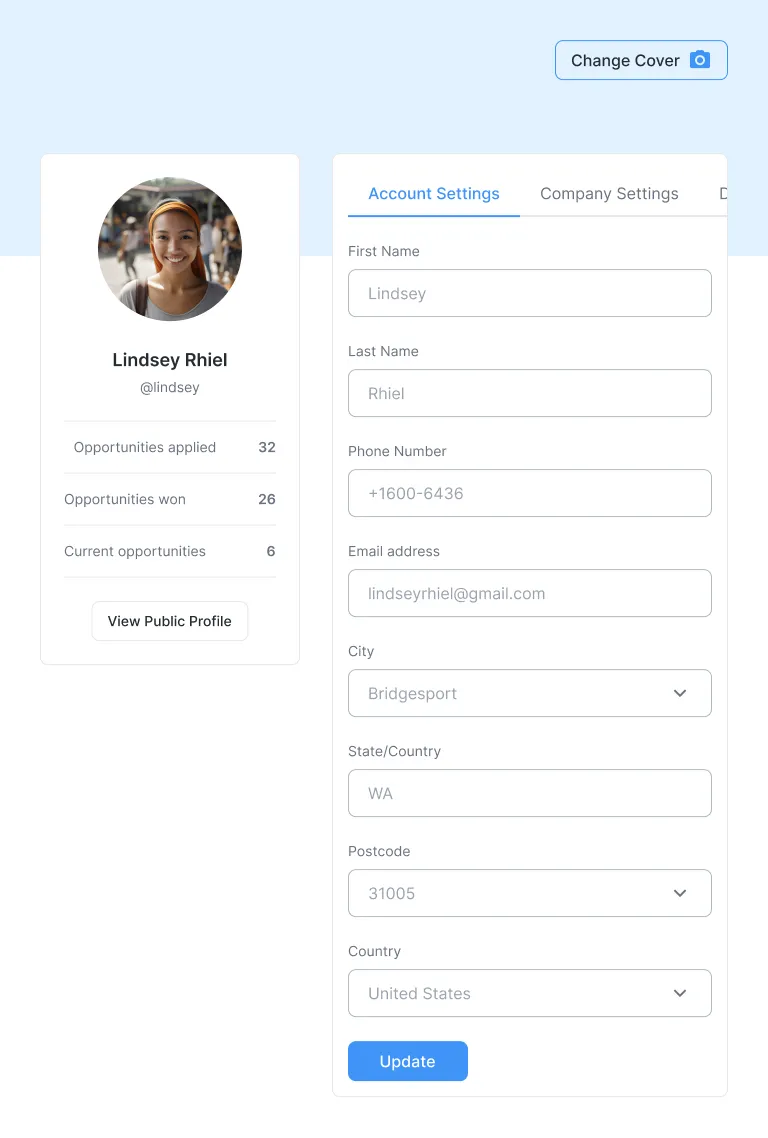 Change Cover
Lindsey Rhiel
@lindsey
Opportunities applied 32
Opportunities won 26
Current opportunities 6
View Public Profile
Account Settings Company Settings D
First Name
Lindsey
Last Name
Rhiel
Phone Number
+1600-6436
Email address
lindseyrhiel@gmail.com
City
Bridgesport
State/Country
WA
Postcode
31005
Country
United States
Update